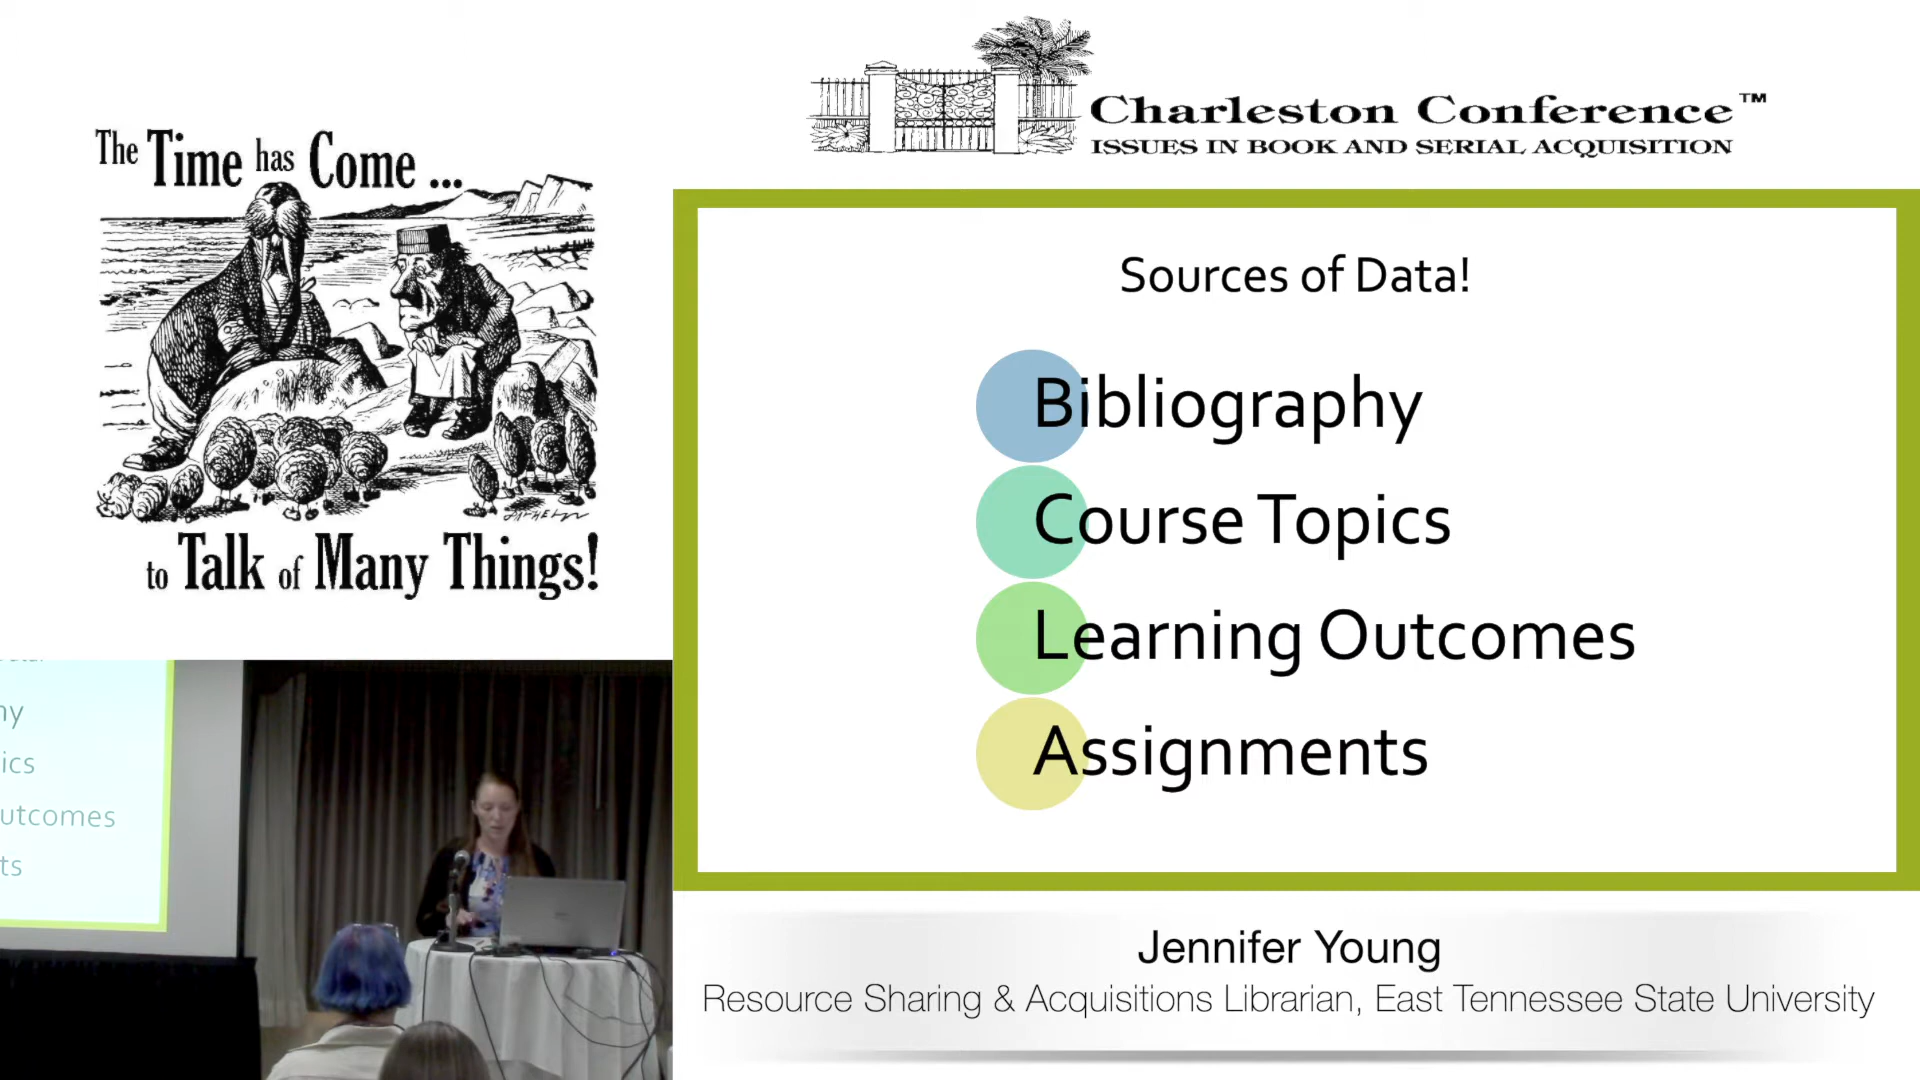 The Time has Come ...
to Talk of Many Things!
Charleston Conference™
ISSUES IN BOOK AND SERIAL ACQUISITION
Sources of Data!
Bibliography
Course Topics
Learning Outcomes
Assignments
hy
ics
utcomes
ts
Jennifer Young
Resource Sharing & Acquisitions Librarian, East Tennessee State University